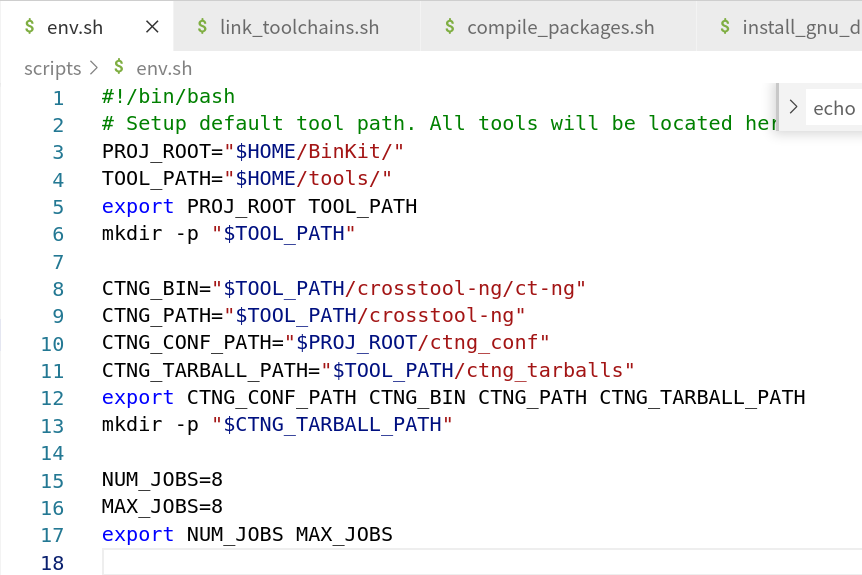 $ env.sh × $ link_toolchains.sh $ compile_packages.sh $ install_gnu_d
scripts > $ env.sh
> echo
1 #!/bin/bash
2 # Setup default tool path. All tools will be located her
3 PROJ_ROOT="$HOME/BinKit/"
4 TOOL_PATH="$HOME/tools/"
5 export PROJ_ROOT TOOL_PATH
6 mkdir -p "$TOOL_PATH"
7
8 CTNG_BIN="$TOOL_PATH/crosstool-ng/ct-ng"
9 CTNG_PATH="$TOOL_PATH/crosstool-ng"
10 CTNG_CONF_PATH="$PROJ_ROOT/ctng_conf"
11 CTNG_TARBALL_PATH="$TOOL_PATH/ctng_tarballs"
12 export CTNG_CONF_PATH CTNG_BIN CTNG_PATH CTNG_TARBALL_PATH
13 mkdir -p "$CTNG_TARBALL_PATH"
14
15 NUM_JOBS=8
16 MAX_JOBS=8
17 export NUM_JOBS MAX_JOBS
18